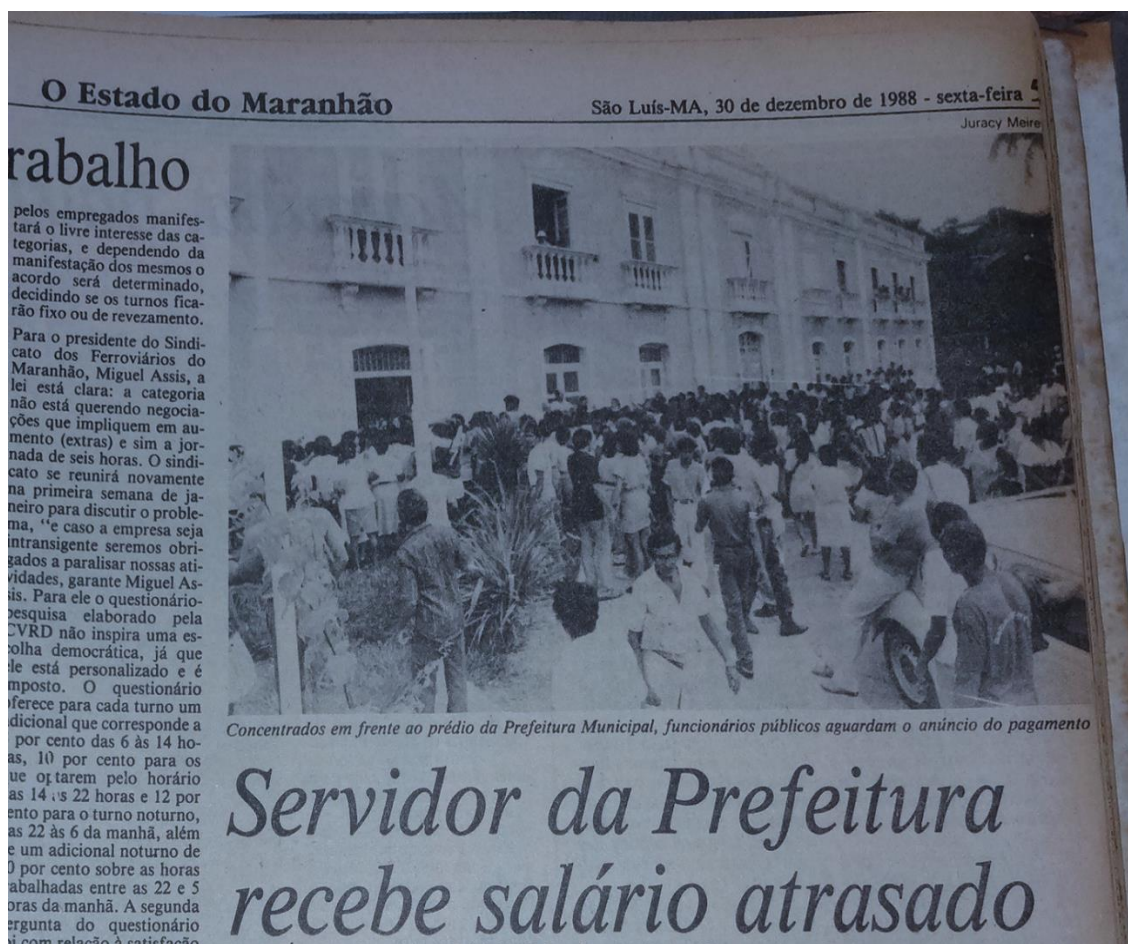 O Estado do Maranhão
São Luís-MA, 30 de dezembro de 1988 - sexta-feira
Juracy Meire
rabalho
pelos empregados manifes-
tará o livre interesse das ca-
tegorias, e dependendo da
manifestação dos mesmos o
acordo será determinado,
decidindo se os turnos fica-
rão fixo ou de revezamento.
Para o presidente do Sindi-
cato dos Ferroviários do
Maranhão, Miguel Assis, a
lei está clara: a categoria
não está querendo negocia-
ções que impliquem em au-
mento (extras) e sim a jor-
nada de seis horas. O sindi-
cato se reunirá novamente
na primeira semana de ja-
neiro para discutir o proble-
ma, “e caso a empresa seja
intransigente seremos obri-
gados a paralisar nossas ati-
vidades, garante Miguel As-
sis. Para ele o questionário-
pesquisa elaborado pela
CVRD não inspira uma es-
colha democrática, já que
ele está personalizado e é
imposto. O questionário
oferece para cada turno um
adicional que corresponde a
por cento das 6 às 14 ho-
as, 10 por cento para os
ue optarem pelo horário
as 14 às 22 horas e 12 por
ento para o turno noturno,
as 22 às 6 da manhã, além
e um adicional noturno de
0 por cento sobre as horas
rabalhadas entre as 22 e 5
oras da manhã. A segunda
ergunta do questionário
oi com relação à satisfação
Concentrados em frente ao prédio da Prefeitura Municipal, funcionários públicos aguardam o anúncio do pagamento
Servidor da Prefeitura
recebe salário atrasado